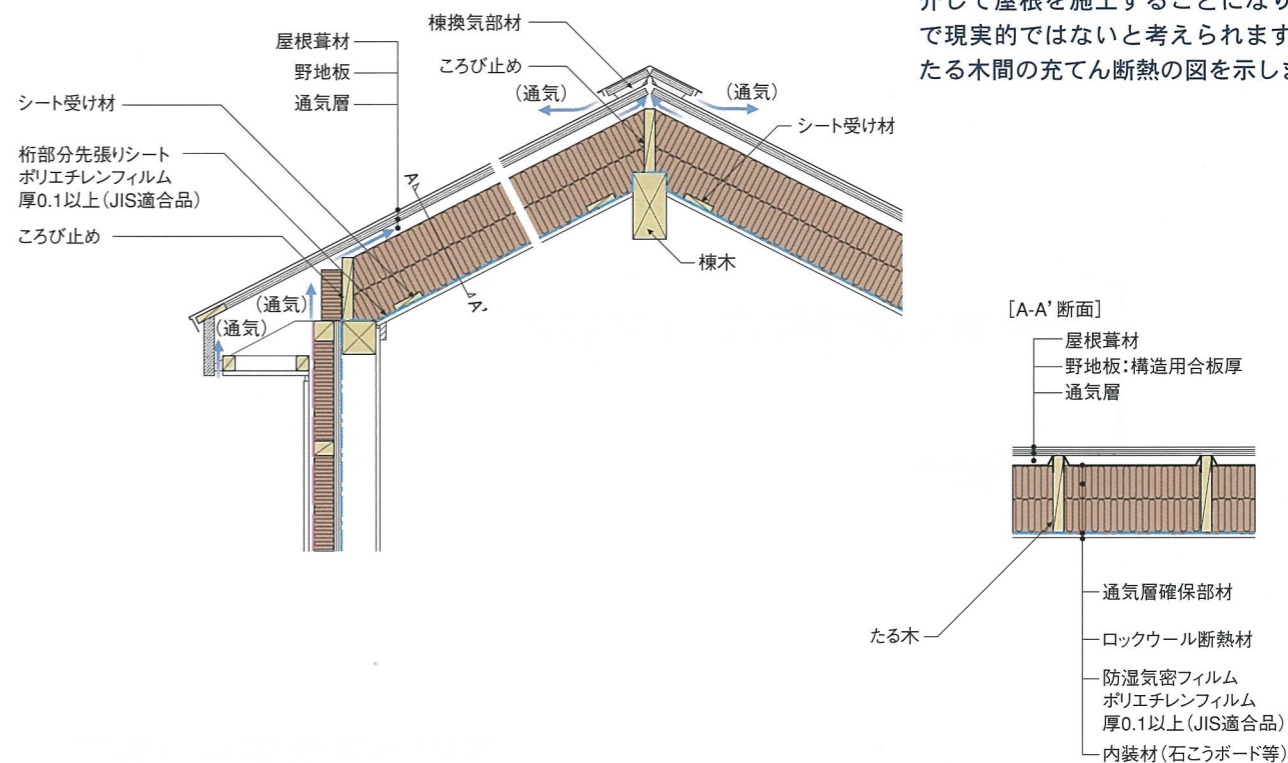 介して屋根を施工することになり
で現実的ではないと考えられます
たる木間の充てん断熱の図を示しま
棟換気部材
屋根葺材
野地板
ころび止め
通気層
(通気)
(通気)
シート受け材
シート受け材
桁部分先張りシート
ポリエチレンフィルム
厚0.1以上(JIS適合品)
ころび止め
A
A'
(通気)
(通気)
棟木
[A-A' 断面]
屋根葺材
野地板:構造用合板厚
通気層
たる木
通気層確保部材
ロックウール断熱材
防湿気密フィルム
ポリエチレンフィルム
厚0.1以上(JIS適合品)
内装材(石こうボード等)